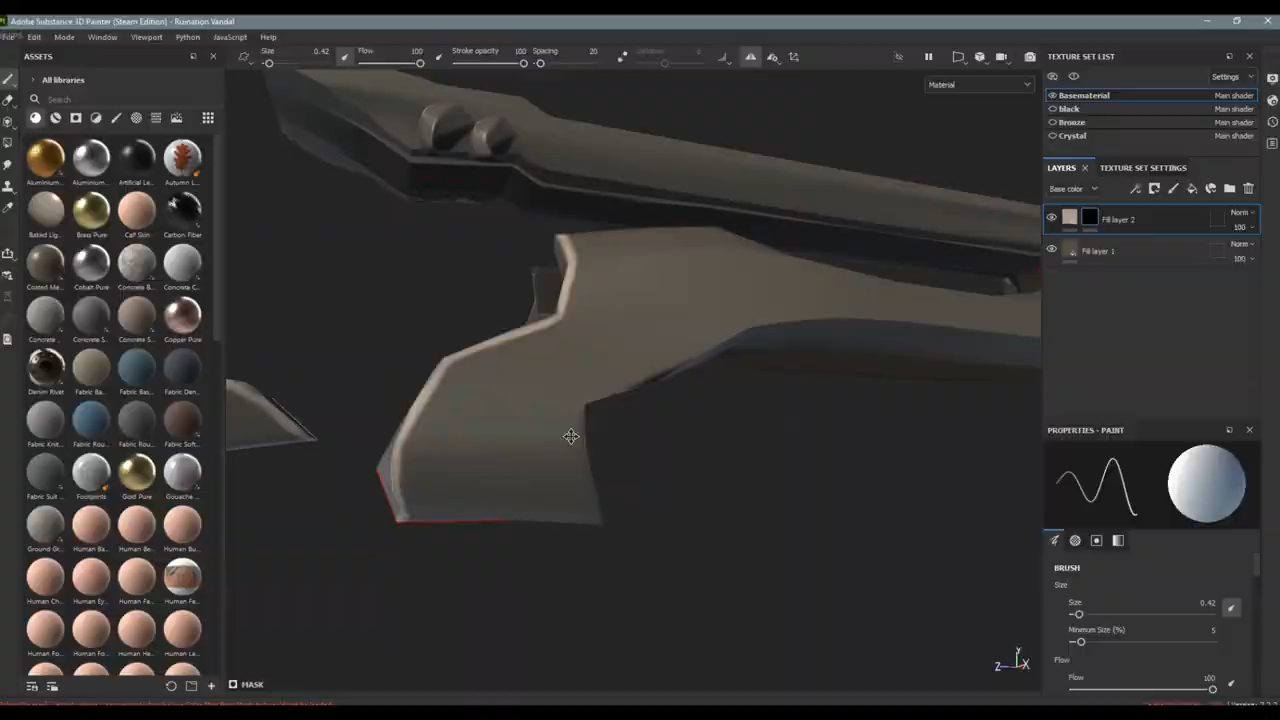 Adobe Substance 3D Painter (Steam Edition) - Ruination Vandal
File Edit Mode Window Viewport Python JavaScript Help
ASSETS
Size 0.42 Flow 100 Stroke opacity 100 Spacing 20 Distance 8
TEXTURE SET LIST
All libraries
Search
Settings
Material
Basematerial Main shader
black Main shader
Bronze Main shader
Crystal Main shader
Aluminium... Aluminium... Artificial Le... Autumn L...
LAYERS TEXTURE SET SETTINGS
Base color
Baked Lig... Brass Pure Calf Skin Carbon Fiber
Fill layer 2 Norm
100
Fill layer 1 Norm
100
Coated Me... Cobalt Pure Concrete B... Concrete C...
Concrete ... Concrete S... Concrete S... Copper Pure
Denim Rivet Fabric Ba... Fabric Bas... Fabric Den...
Fabric Knit... Fabric Rou... Fabric Rou... Fabric Soft...
PROPERTIES - PAINT
Fabric Suit ... Footprints Gold Pure Gouache ...
Ground Gr... Human Ba... Human Be... Human Bu...
BRUSH
Size
Human Ch... Human Ey... Human Fa... Human Fe...
Size 0.42
Minimum Size (%) 5
Human Fo... Human Fo... Human He... Human Le...
Flow
Flow 100
Y
Z X
MASK